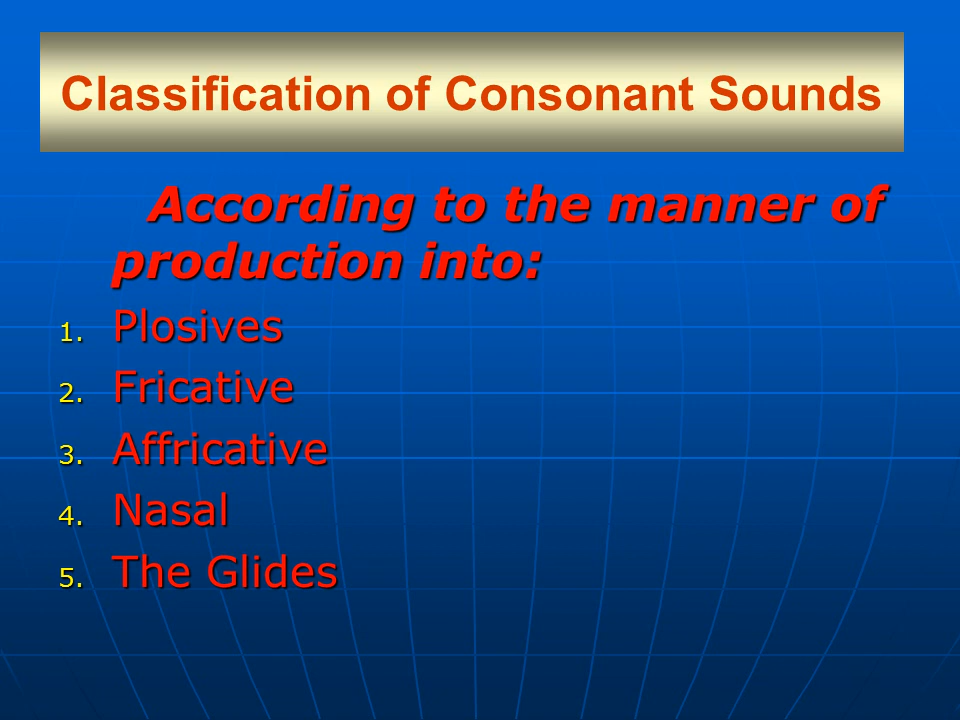 Classification of Consonant Sounds
According to the manner of
production into:
1. Plosives
2. Fricative
3. Affricative
4. Nasal
5. The Glides